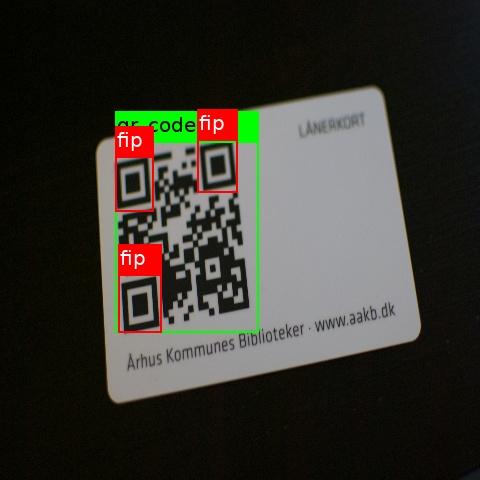 qr_code
fip
fip
LÅNERKORT
fip
Århus Kommunes Biblioteker · www.aakb.dk